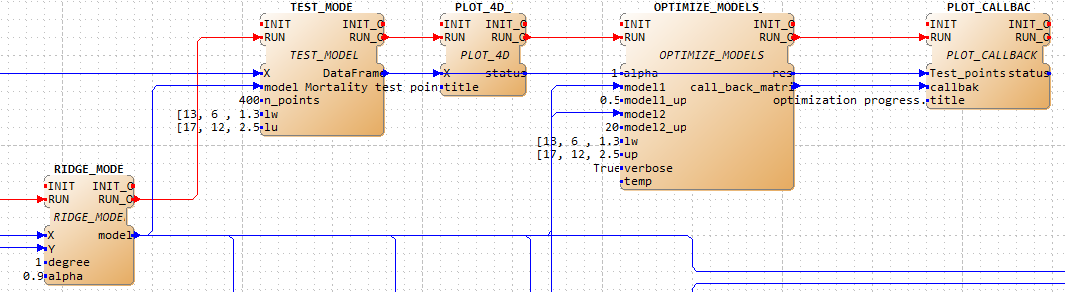 TEST_MODE
INIT INIT_O
RUN RUN_O
TEST_MODEL
X DataFrame
model
400 n_points
[13, 6 , 1.3 lw
[17, 12, 2.5 lu
PLOT_4D_
INIT INIT_O
RUN RUN_O
PLOT_4D
X status
Mortality test poin title
OPTIMIZE_MODELS_
INIT INIT_O
RUN RUN_O
OPTIMIZE_MODELS
1 alpha res
model1 call_back_matri
0.5 model1_up
model2
20 model2_up
[13, 6 , 1.3 lw
[17, 12, 2.5 up
True verbose
temp
PLOT_CALLBAC
INIT INIT_O
RUN RUN_O
PLOT_CALLBACK
Test_points status
callbak
optimization progress. title
RIDGE_MODE
INIT INIT_O
RUN RUN_O
RIDGE_MODE
X model
Y
1 degree
0.9 alpha